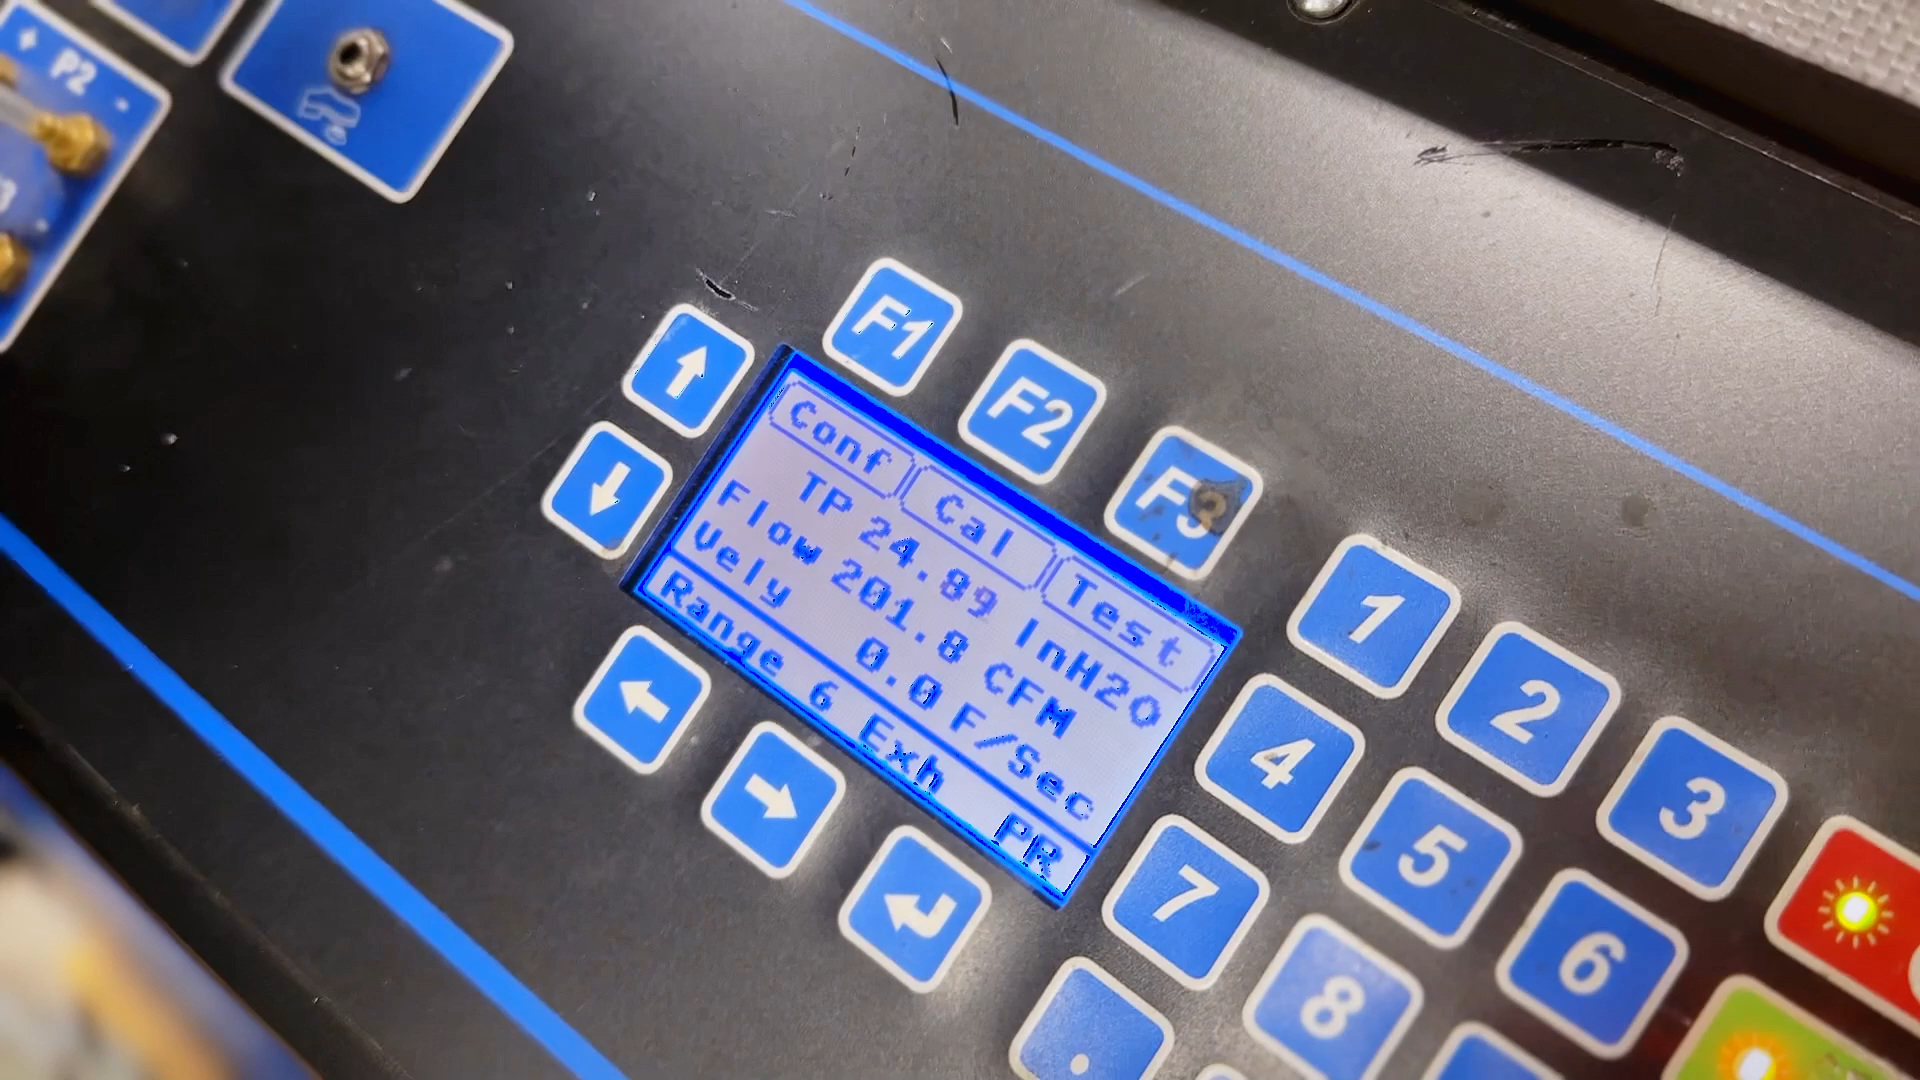 + P2 -
3
F1
F2
F3
Conf Cal Test
TP 24.89 InH2O
Flow 201.8 CFM
Vely 0.0 F/Sec
Range 6 Exh PR
1
2
3
4
5
6
7
8
.